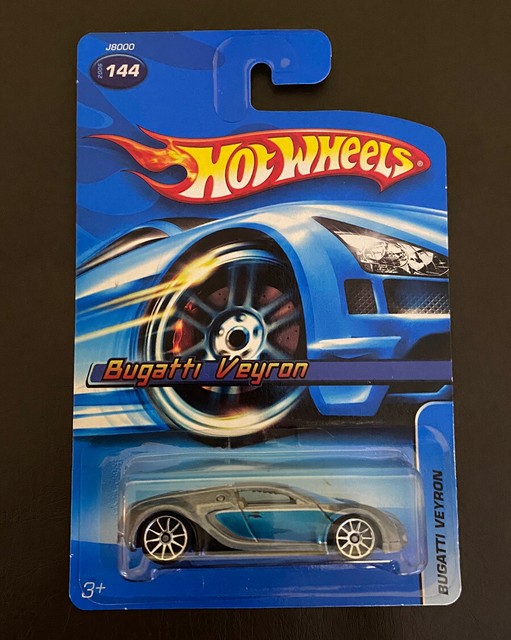 J8000
2006 144
HOT WHEELS®
Bugatti Veyron
BUGATTI VEYRON
3+